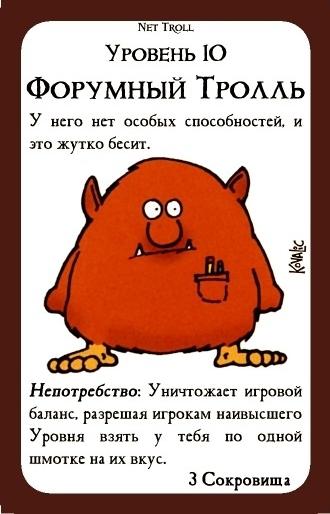 Net Troll
Уровень 10
Форумный Тролль
У него нет особых способностей, и
это жутко бесит.
Kovalic
Непотребство: Уничтожает игровой
баланс, разрешая игрокам наивысшего
Уровня взять у тебя по одной
шмотке на их вкус.
3 Сокровища